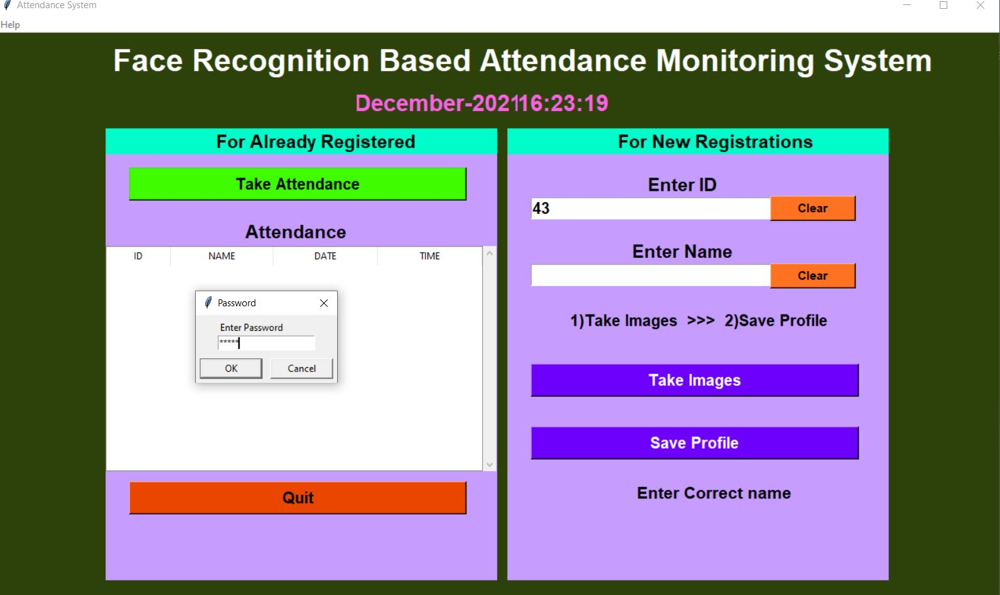 Attendance System
Help
Face Recognition Based Attendance Monitoring System
December-202116:23:19
For Already Registered
Take Attendance
Attendance
ID NAME DATE TIME
Password
Enter Password
*****
OK Cancel
Quit
For New Registrations
Enter ID
43 Clear
Enter Name
Clear
1)Take Images >>> 2)Save Profile
Take Images
Save Profile
Enter Correct name